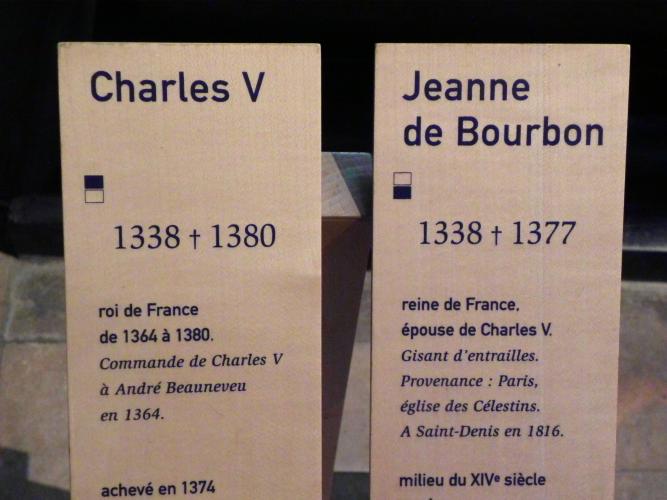 Charles V
1338 † 1380
roi de France
de 1364 à 1380.
Commande de Charles V
à André Beauneveu
en 1364.
achevé en 1374
Jeanne
de Bourbon
1338 † 1377
reine de France,
épouse de Charles V.
Gisant d'entrailles.
Provenance : Paris,
église des Célestins.
A Saint-Denis en 1816.
milieu du XIVe siècle